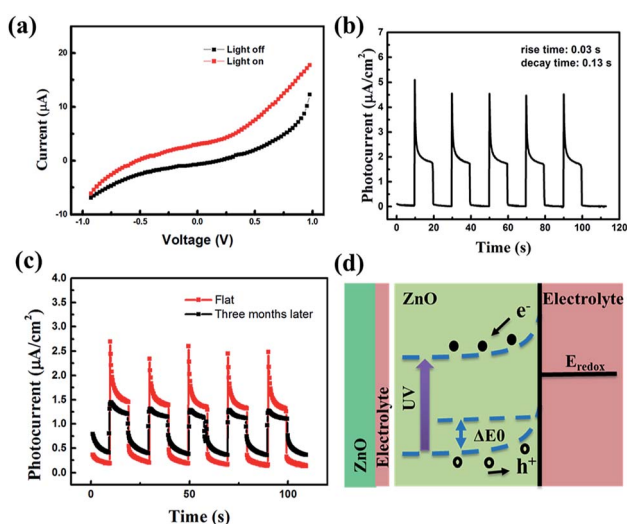 (a)
Light off
Light on
Current (μA)
20
10
0
-10
-1.0
-0.5
0.0
0.5
1.0
Voltage (V)
(b)
rise time: 0.03 s
decay time: 0.13 s
Photocurrent (μA/cm²)
7
6
5
4
3
2
1
0
0
20
40
60
80
100
120
Time (s)
(c)
Flat
Three months later
Photocurrent (μA/cm²)
4.0
3.5
3.0
2.5
2.0
1.5
1.0
0.5
0.0
0
50
100
Time (s)
(d)
ZnO
Electrolyte
ZnO
Electrolyte
e⁻
E_redox
UV
ΔE0
h⁺